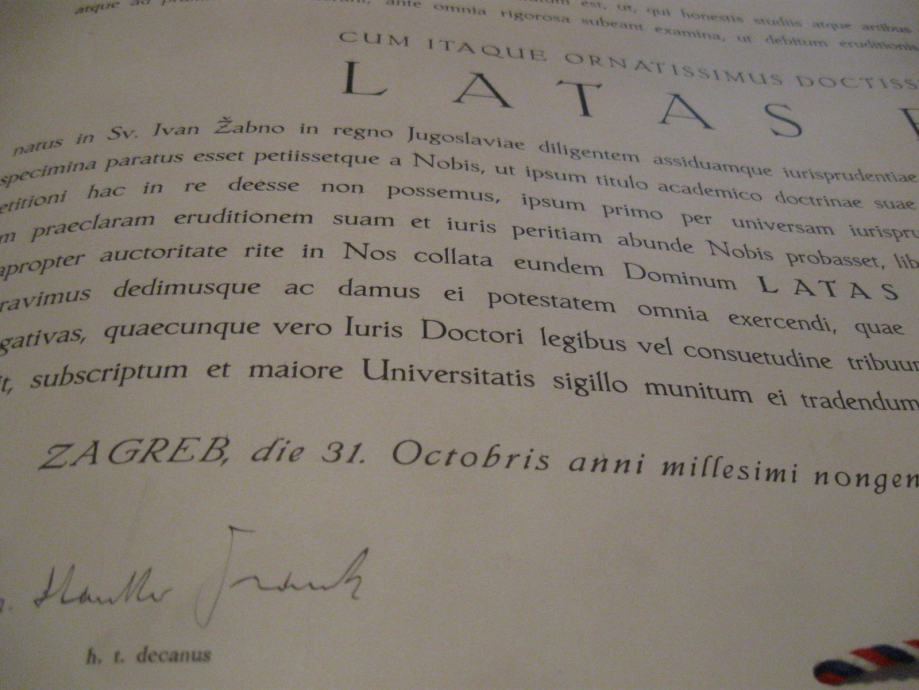 est, ut, qui honestis studiis atque artibus
atque ad ante omnia rigorosa subeant examina, ut debitum eruditionis
CUM ITAQUE ORNATISSIMUS DOCTISS
LATAS
natus in Sv. Ivan Žabno in regno Jugoslaviae diligentem assiduamque iurisprudentiae
specimina paratus esset petiissetque a Nobis, ut ipsum titulo academico doctrinae suae
etitioni hac in re deesse non possemus, ipsum primo per universam iurispru
m praeclaram eruditionem suam et iuris peritiam abunde Nobis probasset, lib
apropter auctoritate rite in Nos collata eundem Dominum LATAS
ravimus dedimusque ac damus ei potestatem omnia exercendi, quae
gativas, quaecunque vero Iuris Doctori legibus vel consuetudine tribuun
t, subscriptum et maiore Universitatis sigillo munitum ei tradendum
ZAGREB, die 31. Octobris anni millesimi nongen
h. t. decanus